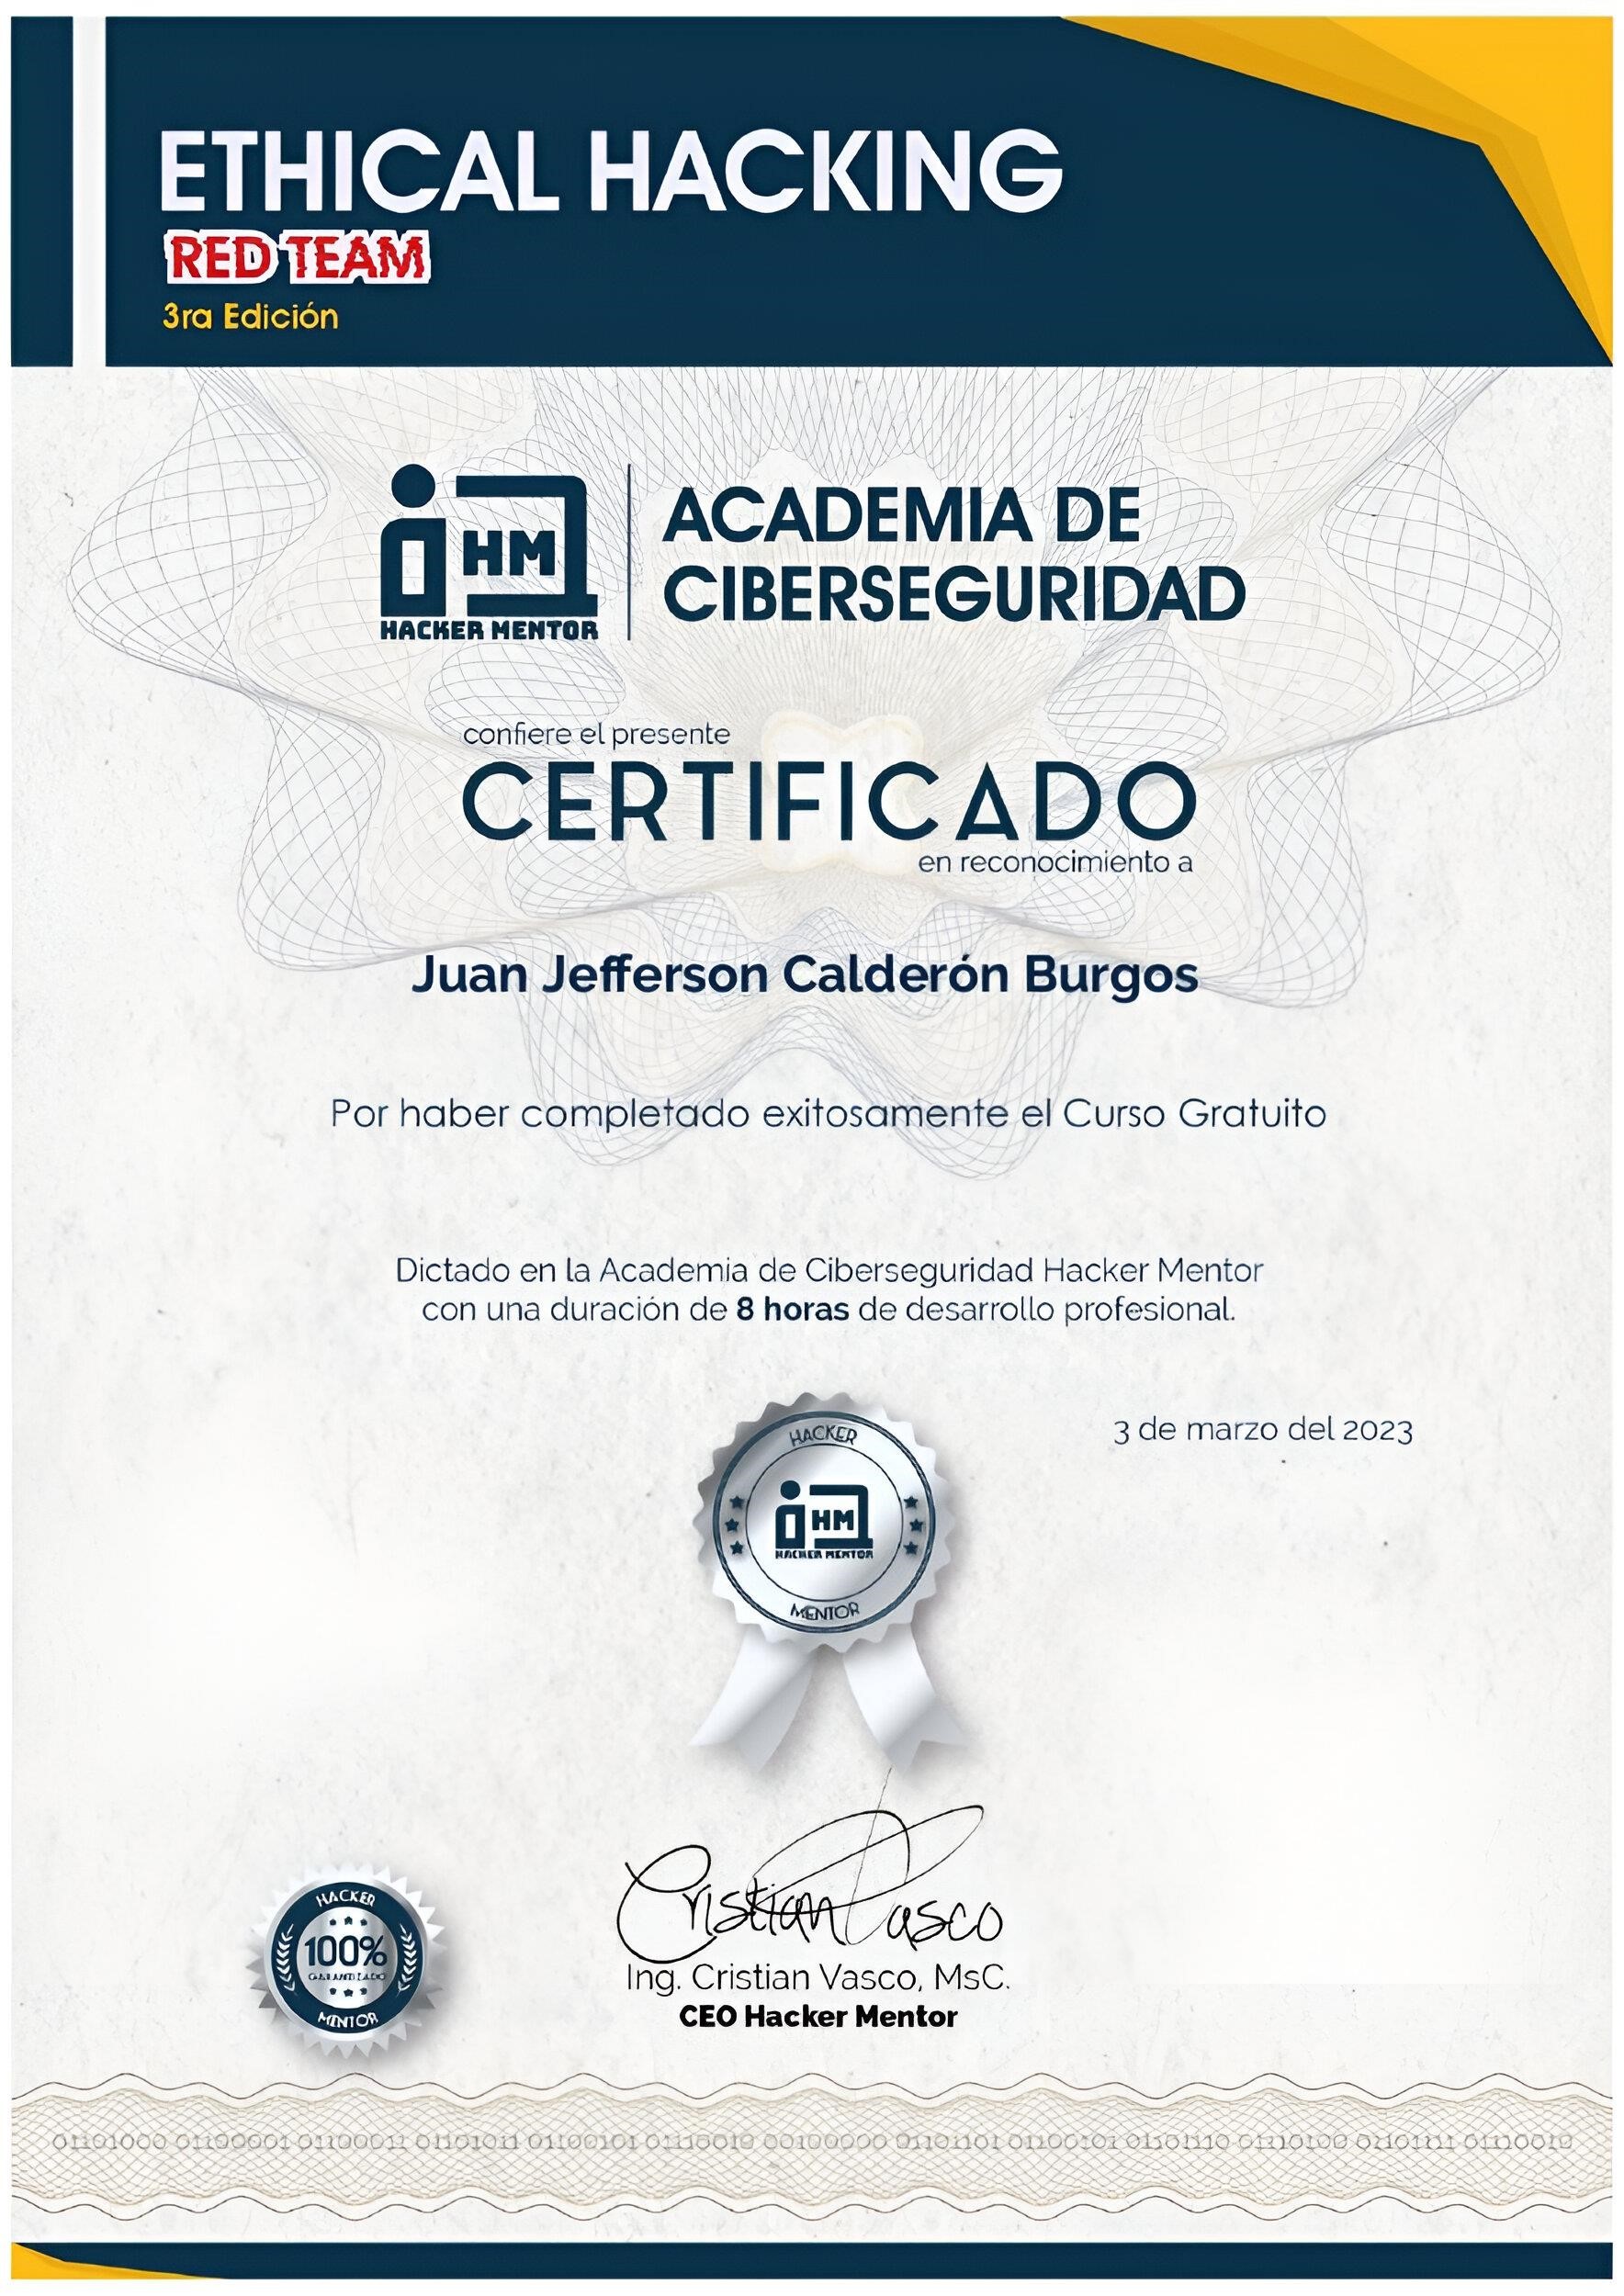 ETHICAL HACKING
RED TEAM
3ra Edición
HM
HACKER MENTOR
ACADEMIA DE
CIBERSEGURIDAD
confiere el presente
CERTIFICADO
en reconocimiento a
Juan Jefferson Calderón Burgos
Por haber completado exitosamente el Curso Gratuito
Dictado en la Academia de Ciberseguridad Hacker Mentor
con una duración de 8 horas de desarrollo profesional.
3 de marzo del 2023
HACKER
HM
HACKER MENTOR
MENTOR
Cristian Vasco
Ing. Cristian Vasco, MsC.
CEO Hacker Mentor
HACKER
100%
GARANTIZADO
MENTOR
01101000 01100001 01100011 01101011 01100101 01110010 00100000 01101101 01100101 01101110 01110100 01101111 01110010